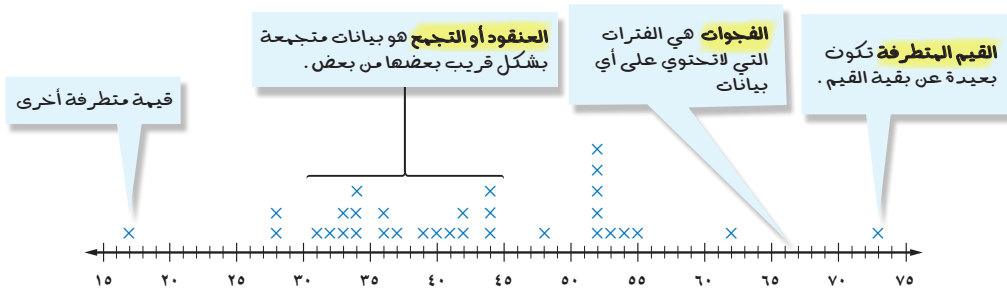 القيم المتطرفة تكون
بعيدة عن بقية القيم .
الفجوات هي الفترات
التي لاتحتوي على أي
بيانات
العنقود أو التجمع هو بيانات متجمعة
بشكل قريب بعضها من بعض .
قيمة متطرفة أخرى
١٥ ٢٠ ٢٥ ٣٠ ٣٥ ٤٠ ٤٥ ٥٠ ٥٥ ٦٠ ٦٥ ٧٠ ٧٥